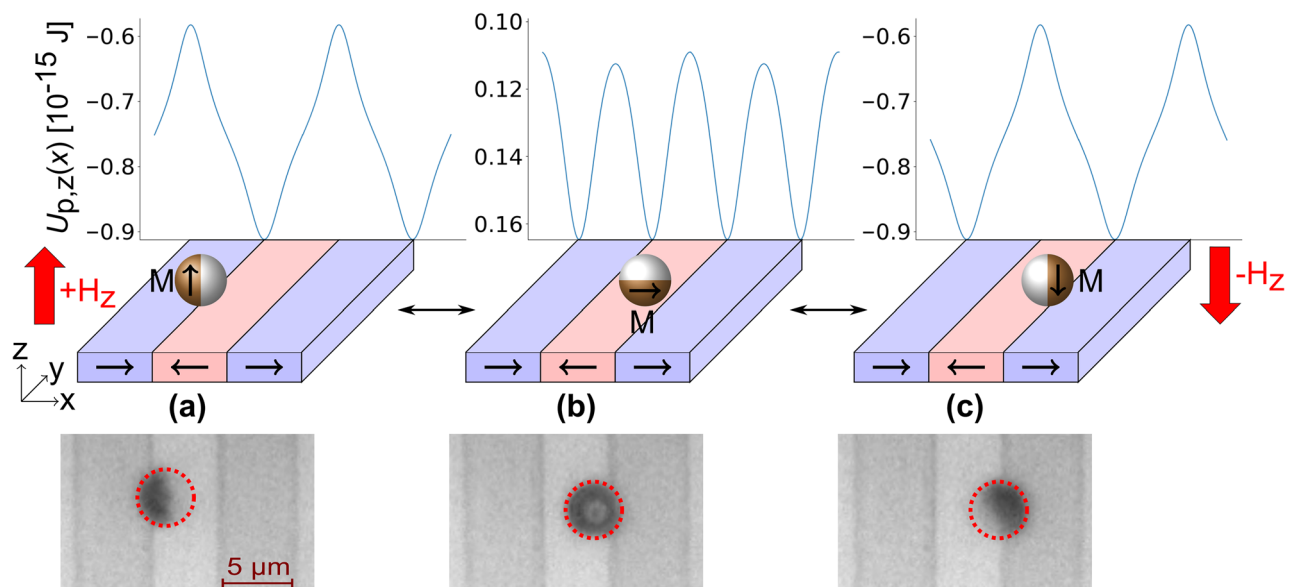 U_p,z(x) [10^−15 J]
−0.6
−0.7
−0.8
−0.9
0.10
0.12
0.14
0.16
−0.6
−0.7
−0.8
−0.9
+H_z
M
M
M
-H_z
z
y
x
(a)
(b)
(c)
5 µm